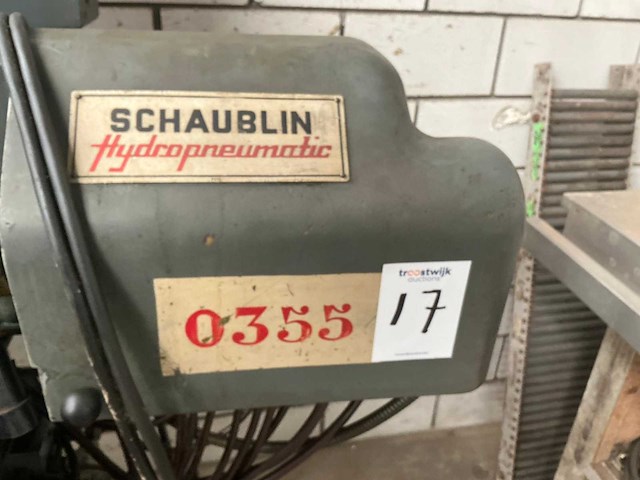 SCHAUBLIN
Hydropneumatic
0355
troostwijk
auctions
17